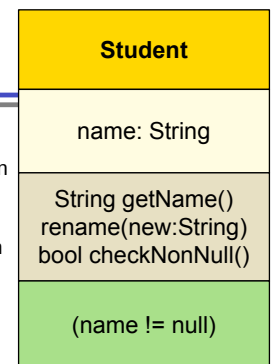 Student
name: String
String getName()
rename(new:String)
bool checkNonNull()
(name != null)